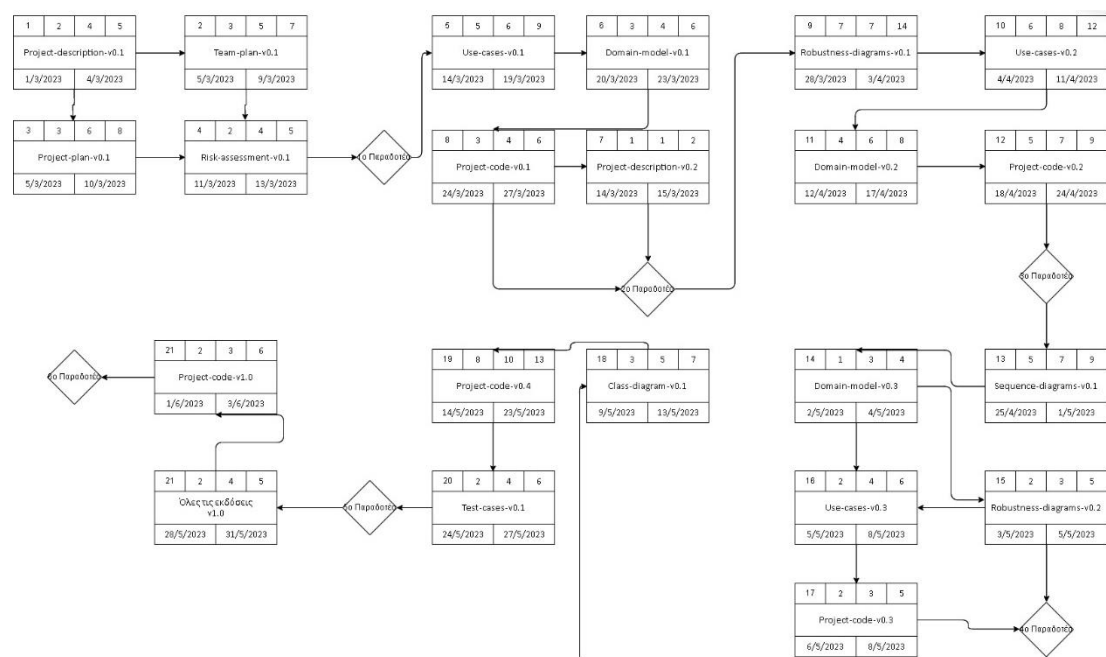 1 2 4 5
Project-description-v0.1
1/3/2023 4/3/2023
2 3 5 7
Team-plan-v0.1
5/3/2023 9/3/2023
3 3 6 8
Project-plan-v0.1
5/3/2023 10/3/2023
4 2 4 5
Risk-assessment-v0.1
11/3/2023 13/3/2023
1ο Παραδοτέο
5 5 6 9
Use-cases-v0.1
14/3/2023 19/3/2023
6 3 4 6
Domain-model-v0.1
20/3/2023 23/3/2023
8 3 4 6
Project-code-v0.1
24/3/2023 27/3/2023
7 1 1 2
Project-description-v0.2
14/3/2023 15/3/2023
2ο Παραδοτέο
9 7 7 14
Robustness-diagrams-v0.1
28/3/2023 3/4/2023
10 6 8 12
Use-cases-v0.2
4/4/2023 11/4/2023
11 4 6 8
Domain-model-v0.2
12/4/2023 17/4/2023
12 5 7 9
Project-code-v0.2
18/4/2023 24/4/2023
3ο Παραδοτέο
13 5 7 9
Sequence-diagrams-v0.1
25/4/2023 1/5/2023
14 1 3 4
Domain-model-v0.3
2/5/2023 4/5/2023
15 2 3 5
Robustness-diagrams-v0.2
3/5/2023 5/5/2023
16 2 4 6
Use-cases-v0.3
5/5/2023 8/5/2023
17 2 3 5
Project-code-v0.3
6/5/2023 8/5/2023
4ο Παραδοτέο
18 3 5 7
Class-diagram-v0.1
9/5/2023 13/5/2023
19 8 10 13
Project-code-v0.4
14/5/2023 23/5/2023
20 2 4 6
Test-cases-v0.1
24/5/2023 27/5/2023
5ο Παραδοτέο
21 2 4 5
Όλες τις εκδόσεις
v1.0
28/5/2023 31/5/2023
21 2 3 6
Project-code-v1.0
1/6/2023 3/6/2023
6ο Παραδοτέο